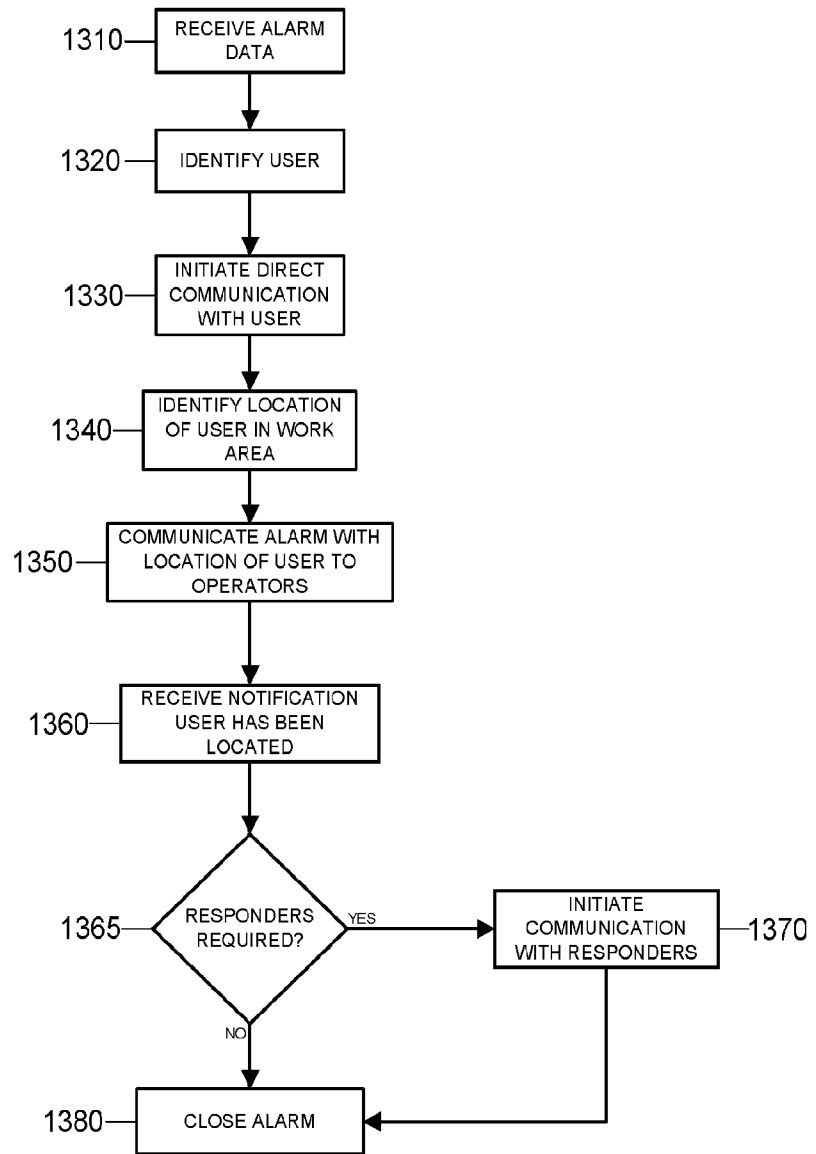 1310
RECEIVE ALARM
DATA
1320
IDENTIFY USER
1330
INITIATE DIRECT
COMMUNICATION
WITH USER
1340
IDENTIFY LOCATION
OF USER IN WORK
AREA
1350
COMMUNICATE ALARM WITH
LOCATION OF USER TO
OPERATORS
1360
RECEIVE NOTIFICATION
USER HAS BEEN
LOCATED
1365
RESPONDERS
REQUIRED?
YES
NO
INITIATE
COMMUNICATION
WITH RESPONDERS
1370
1380
CLOSE ALARM